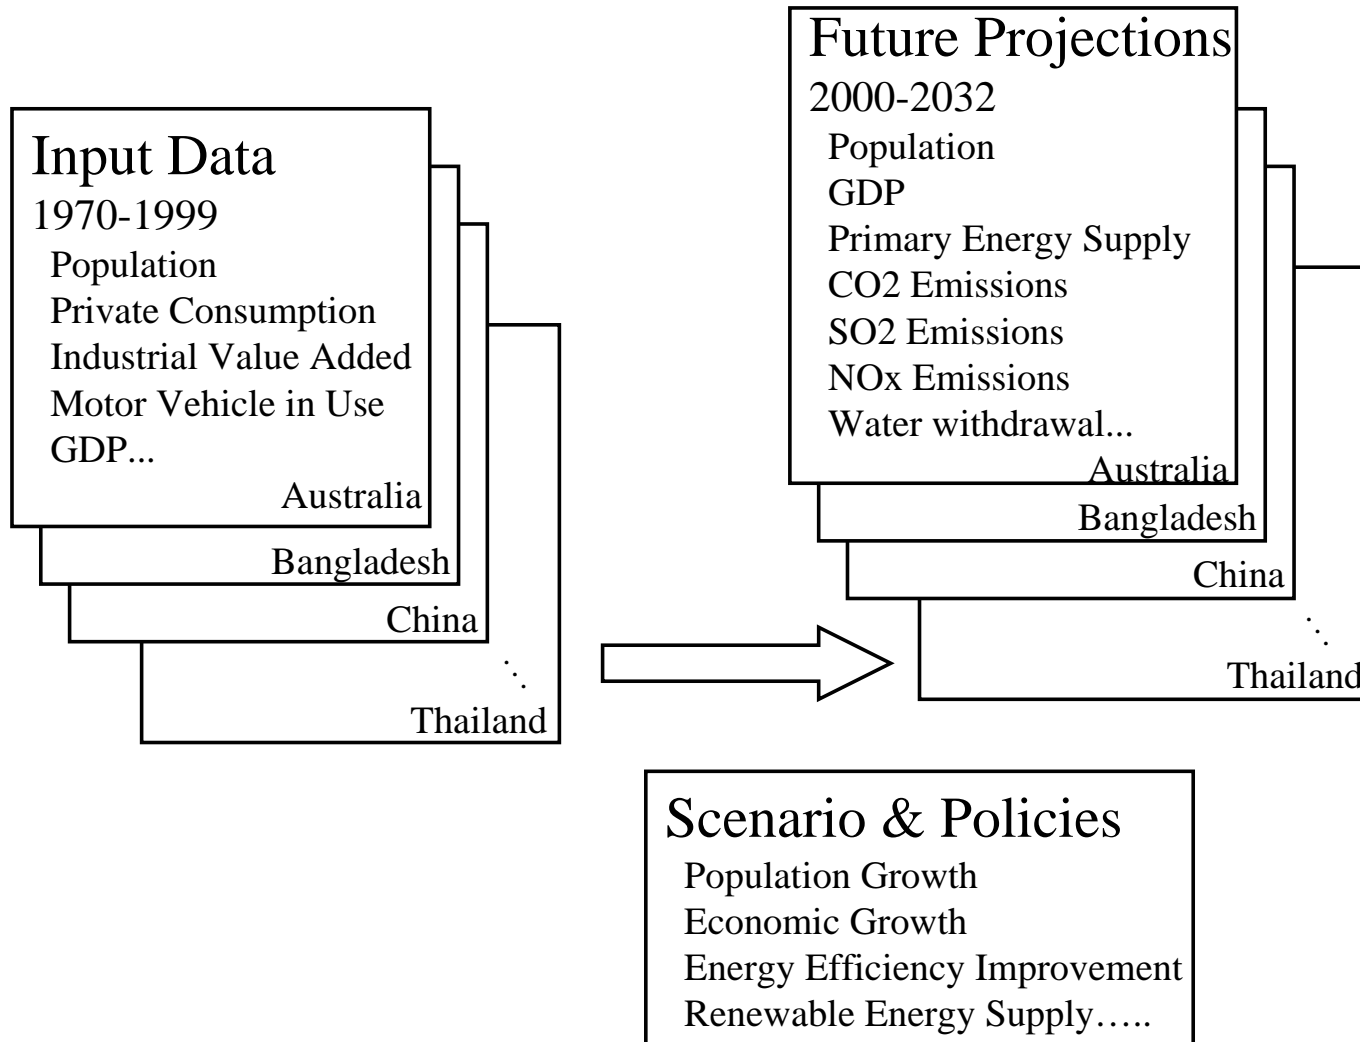 Input Data
1970-1999
Population
Private Consumption
Industrial Value Added
Motor Vehicle in Use
GDP...
Australia
Bangladesh
China
...
Thailand
Future Projections
2000-2032
Population
GDP
Primary Energy Supply
CO2 Emissions
SO2 Emissions
NOx Emissions
Water withdrawal...
Australia
Bangladesh
China
...
Thailand
Scenario & Policies
Population Growth
Economic Growth
Energy Efficiency Improvement
Renewable Energy Supply…..